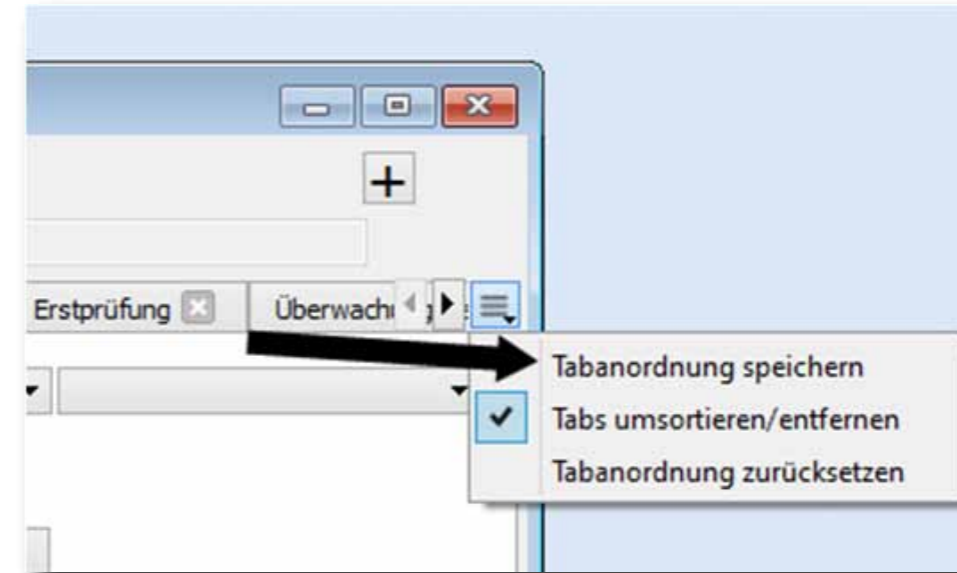 Erstprüfung
Tabanordnung speichern
Tabs umsortieren/entfernen
Tabanordnung zurücksetzen